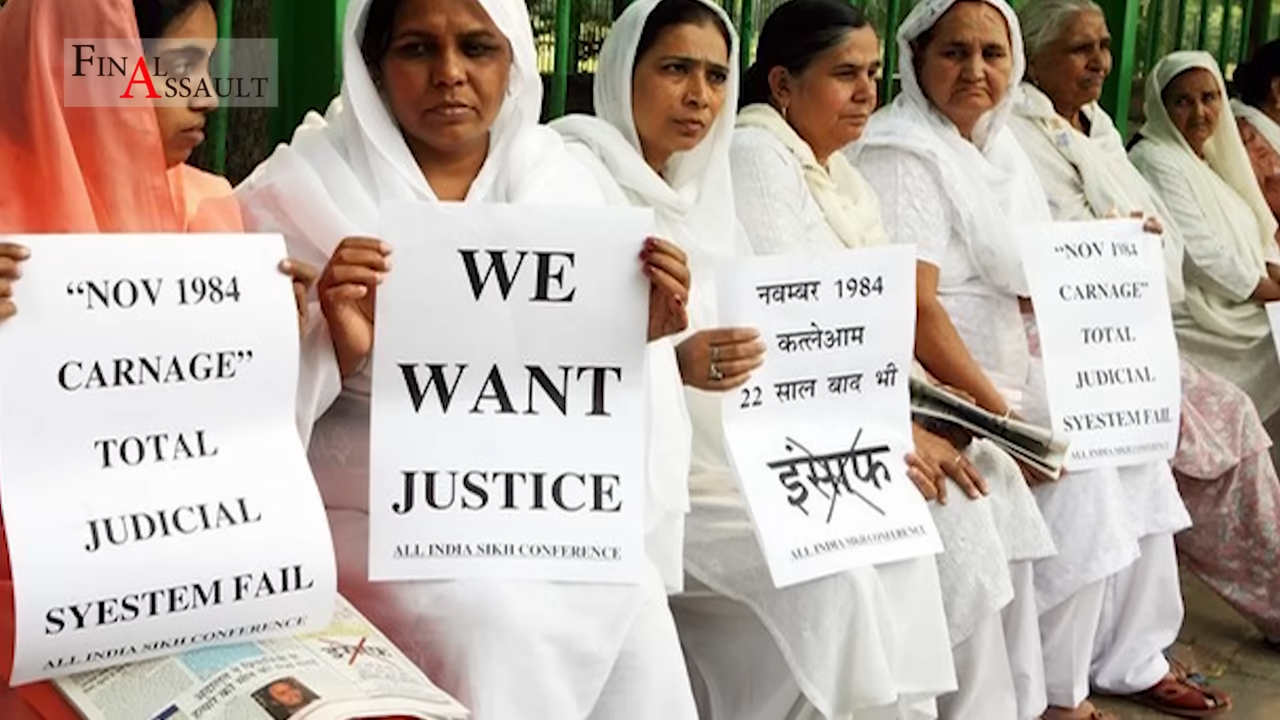 FINAL
ASSAULT
“NOV 1984
CARNAGE”
TOTAL
JUDICIAL
SYESTEM FAIL
ALL INDIA SIKH CONFERENCE
WE
WANT
JUSTICE
ALL INDIA SIKH CONFERENCE
नवम्बर 1984
कत्लेआम
22 साल बाद भी
इंसाफ
ALL INDIA SIKH CONFERENCE
“NOV 1984
CARNAGE”
TOTAL
JUDICIAL
SYESTEM FAIL
ALL INDIA SIKH CONFERENCE